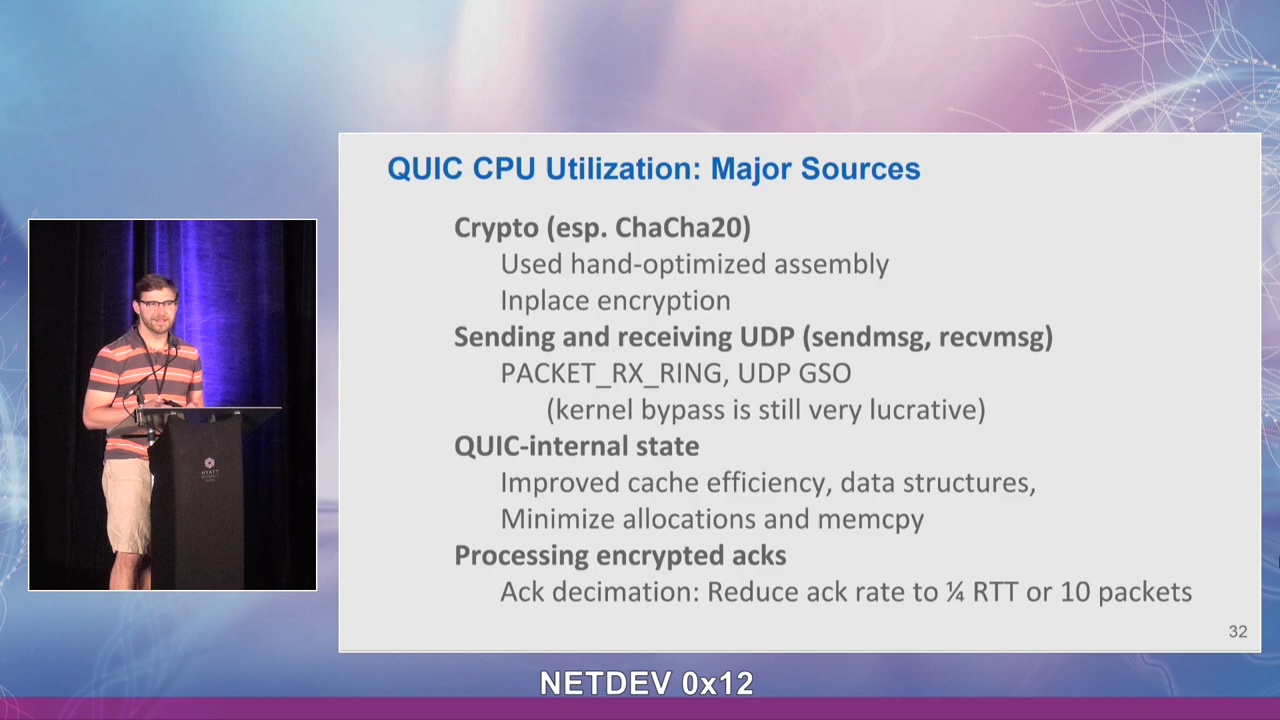 QUIC CPU Utilization: Major Sources
Crypto (esp. ChaCha20)
Used hand-optimized assembly
Inplace encryption
Sending and receiving UDP (sendmsg, recvmsg)
PACKET_RX_RING, UDP GSO
(kernel bypass is still very lucrative)
QUIC-internal state
Improved cache efficiency, data structures,
Minimize allocations and memcpy
Processing encrypted acks
Ack decimation: Reduce ack rate to ¼ RTT or 10 packets
32
HYATT
NETDEV 0x12